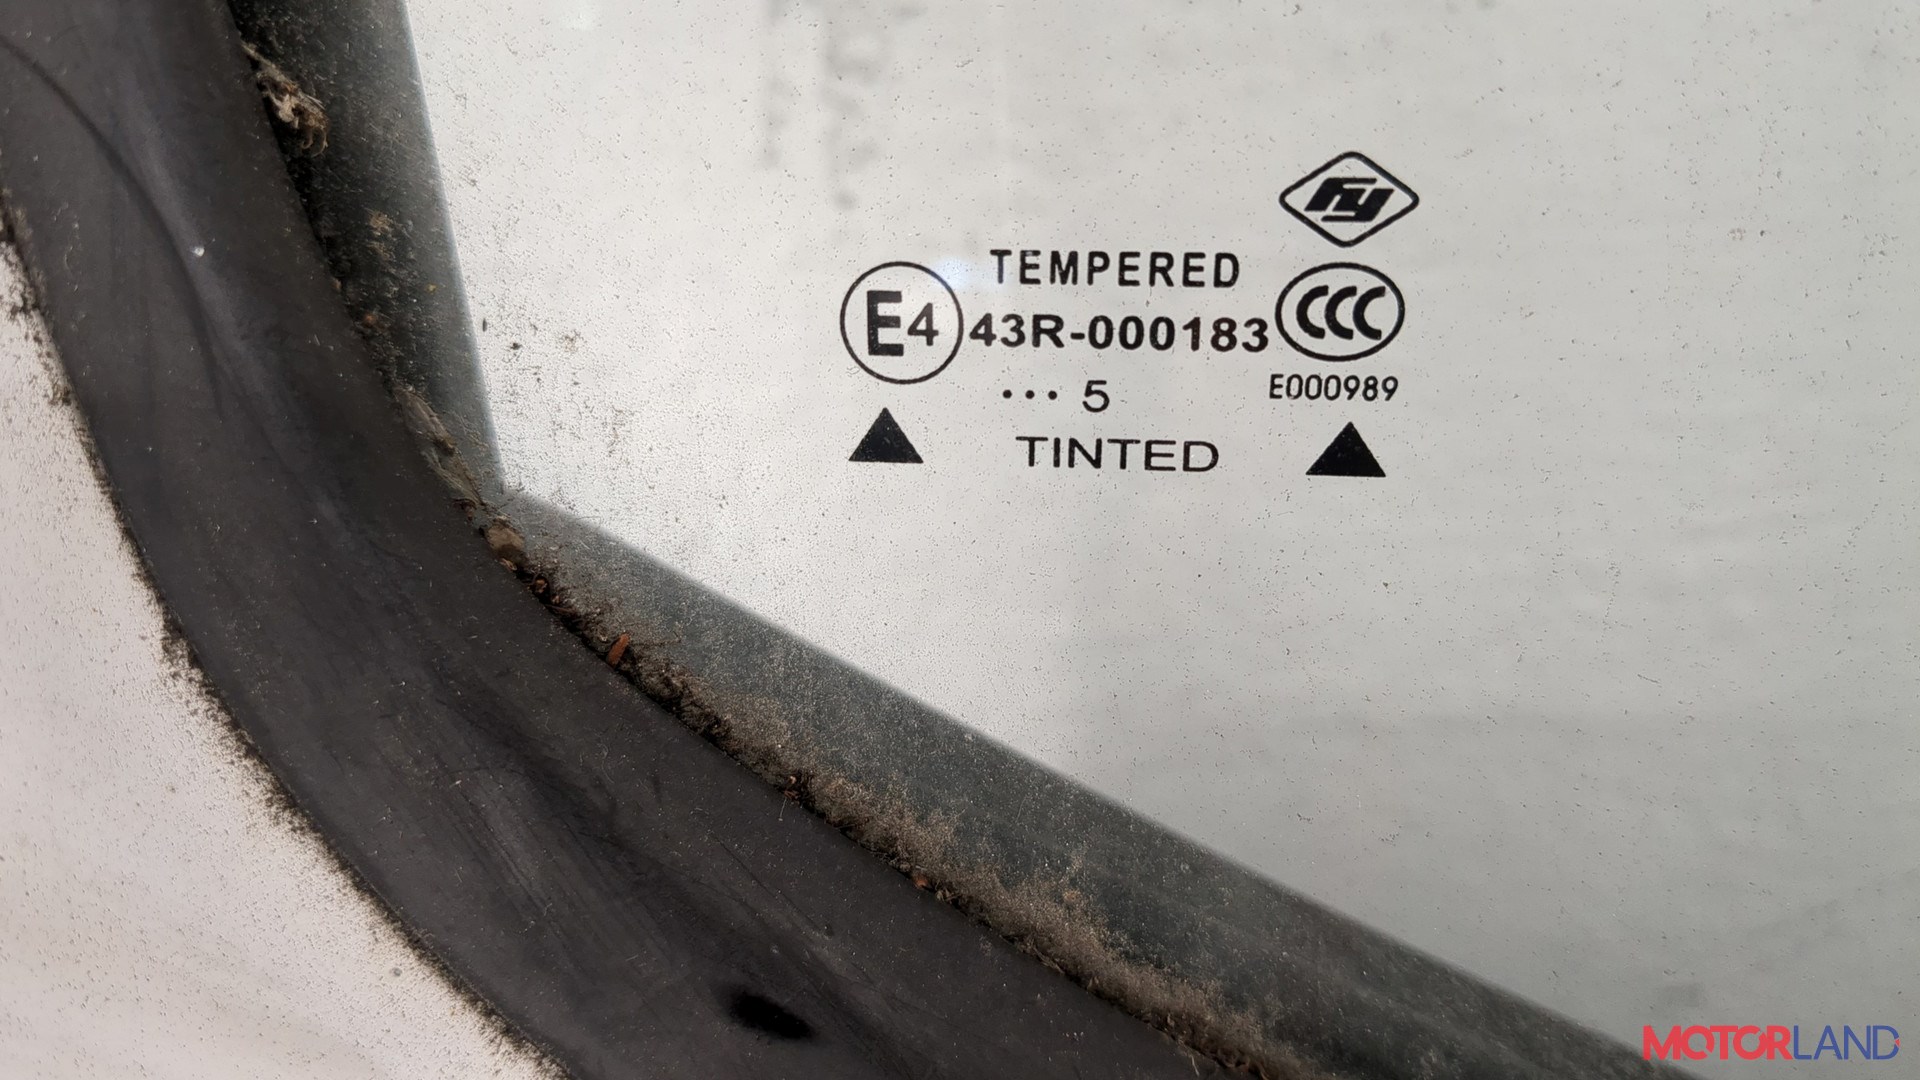 fy
TEMPERED
E4 43R-000183 CCC
... 5 E000989
TINTED
MOTORLAND